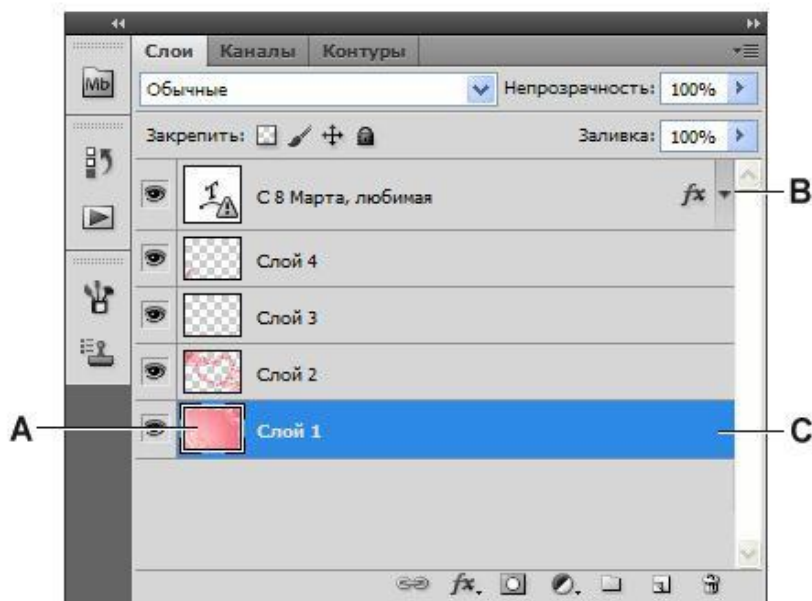 Слои Каналы Контуры
Mb
Обычные Непрозрачность: 100%
Закрепить: Заливка: 100%
T С 8 Марта, любимая fx B
Слой 4
Слой 3
Слой 2
A Слой 1 C
fx.